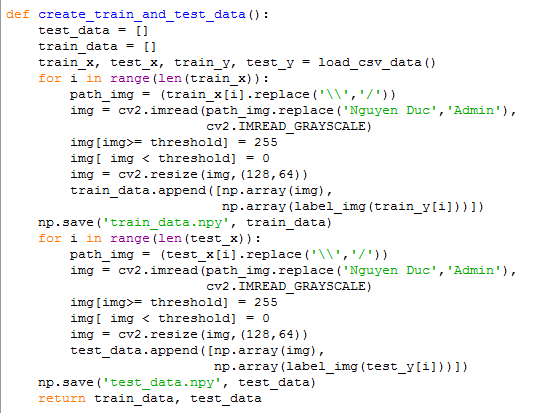 def create_train_and_test_data():
    test_data = []
    train_data = []
    train_x, test_x, train_y, test_y = load_csv_data()
    for i in range(len(train_x)):
        path_img = (train_x[i].replace('\\','/'))
        img = cv2.imread(path_img.replace('Nguyen Duc','Admin'),
                         cv2.IMREAD_GRAYSCALE)
        img[img>= threshold] = 255
        img[ img < threshold] = 0
        img = cv2.resize(img,(128,64))
        train_data.append([np.array(img),
                           np.array(label_img(train_y[i]))])
    np.save('train_data.npy', train_data)
    for i in range(len(test_x)):
        path_img = (test_x[i].replace('\\','/'))
        img = cv2.imread(path_img.replace('Nguyen Duc','Admin'),
                         cv2.IMREAD_GRAYSCALE)
        img[img>= threshold] = 255
        img[ img < threshold] = 0
        img = cv2.resize(img,(128,64))
        test_data.append([np.array(img),
                          np.array(label_img(test_y[i]))])
    np.save('test_data.npy', test_data)
    return train_data, test_data